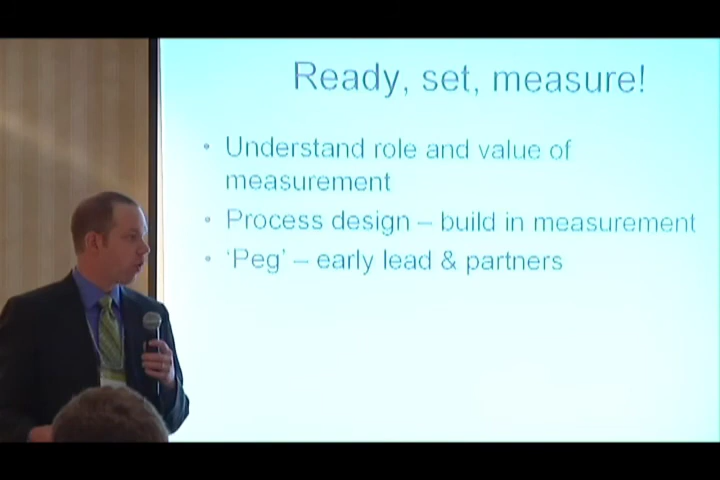 Ready, set, measure!
• Understand role and value of
measurement
• Process design – build in measurement
• ‘Peg’ – early lead & partners